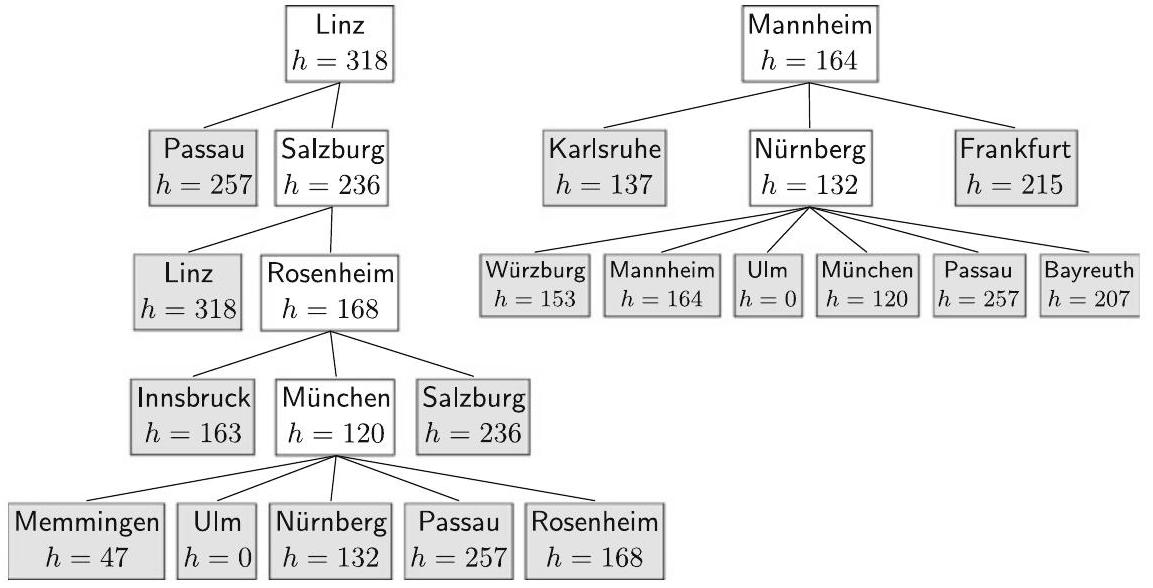 Linz
h = 318
Passau
h = 257
Salzburg
h = 236
Linz
h = 318
Rosenheim
h = 168
Innsbruck
h = 163
München
h = 120
Salzburg
h = 236
Memmingen
h = 47
Ulm
h = 0
Nürnberg
h = 132
Passau
h = 257
Rosenheim
h = 168
Mannheim
h = 164
Karlsruhe
h = 137
Nürnberg
h = 132
Frankfurt
h = 215
Würzburg
h = 153
Mannheim
h = 164
Ulm
h = 0
München
h = 120
Passau
h = 257
Bayreuth
h = 207